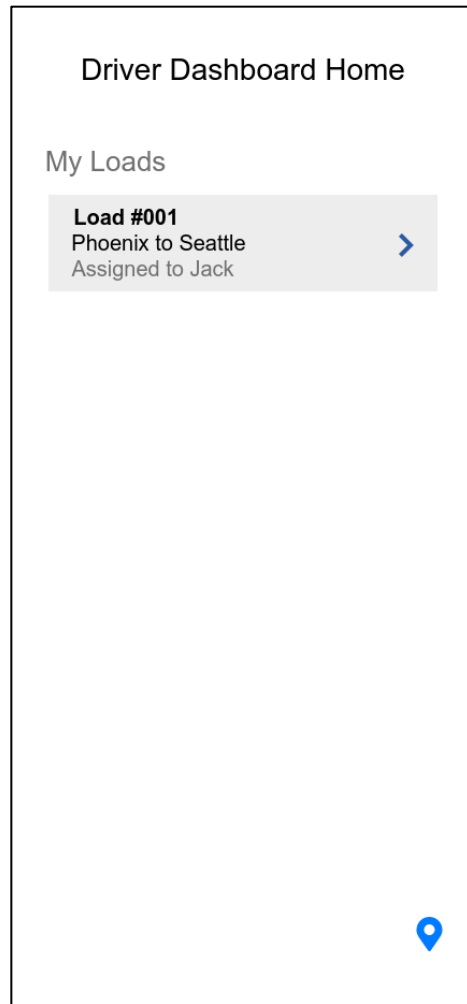 Driver Dashboard Home
My Loads
Load #001
Phoenix to Seattle
Assigned to Jack